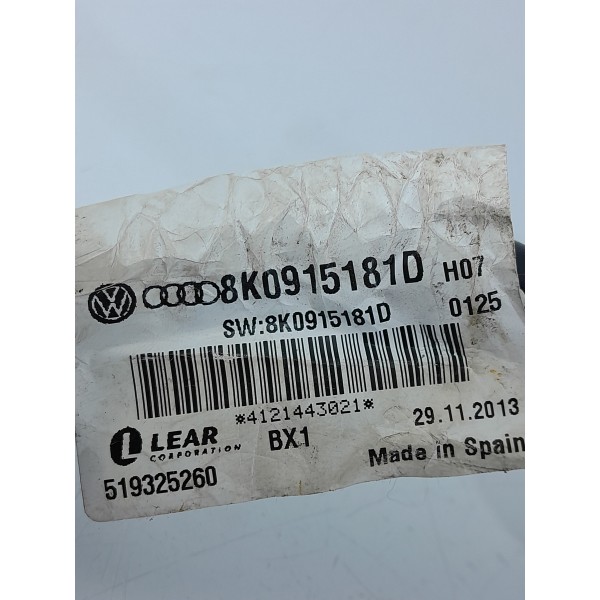 8K0915181D H07
SW:8K0915181D 0125
*4121443021* 29.11.2013
LEAR BX1
CORPORATION Made in Spain
519325260